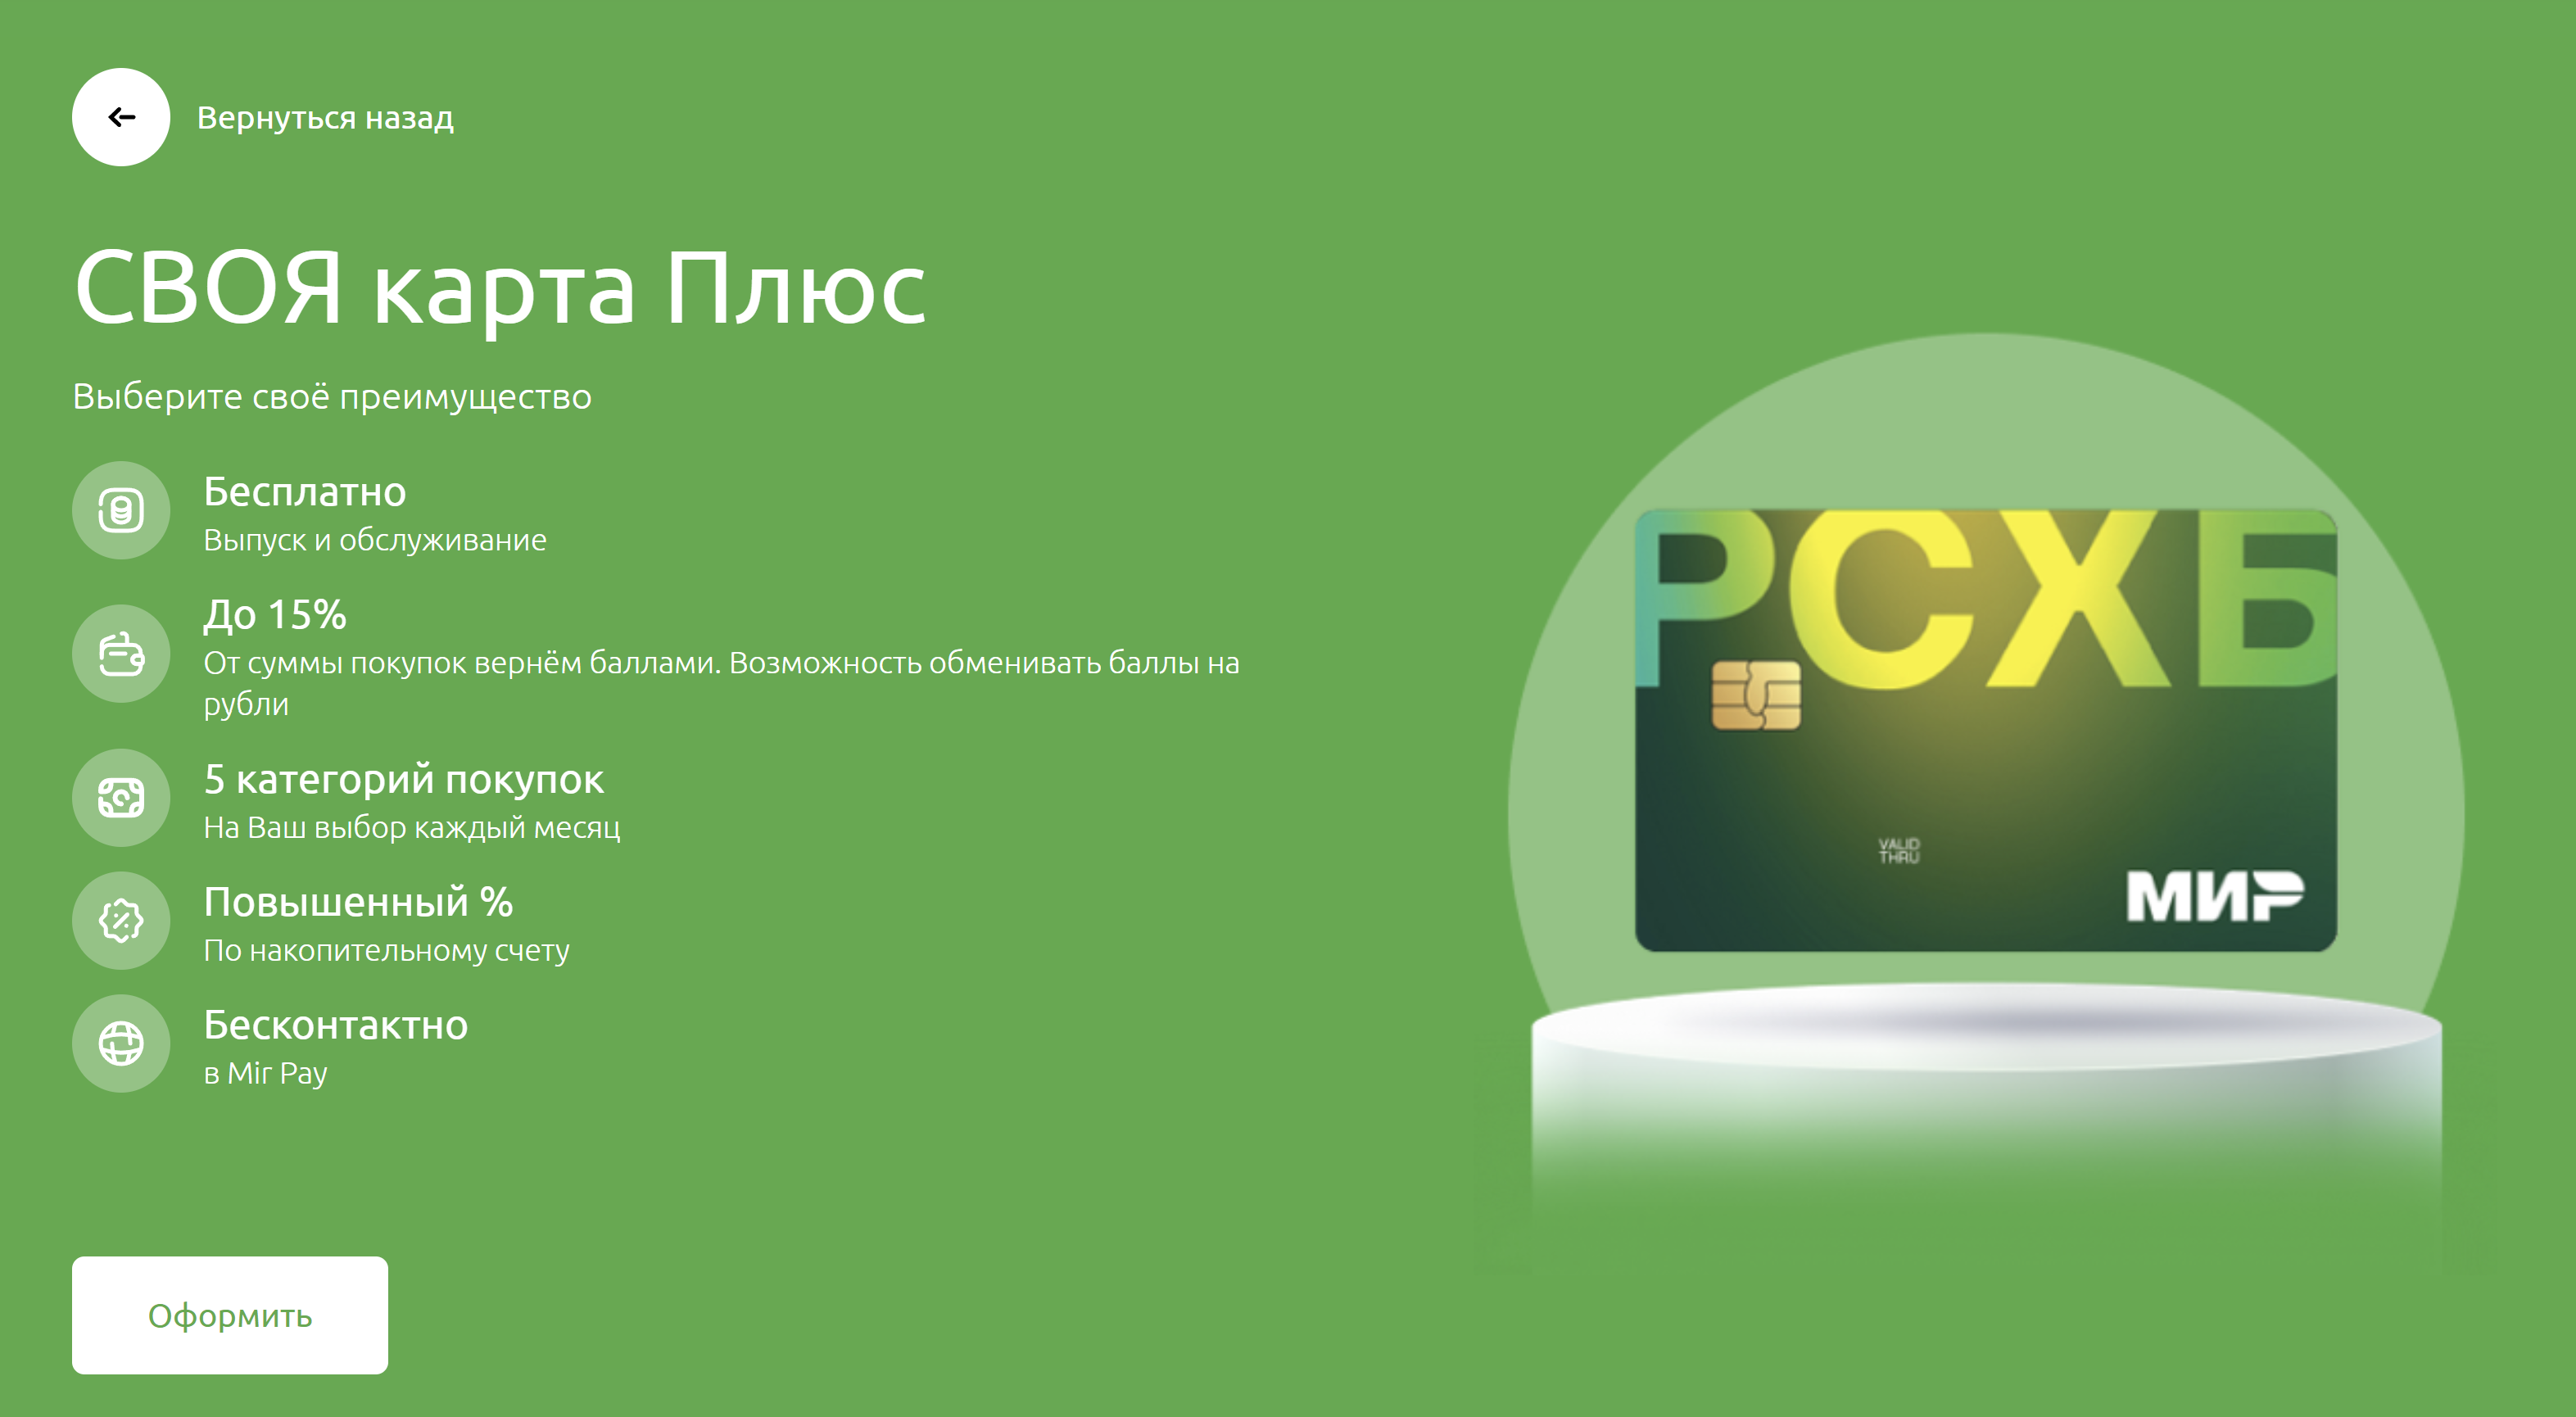 Вернуться назад
СВОЯ карта Плюс
Выберите своё преимущество
Бесплатно
Выпуск и обслуживание
До 15%
От суммы покупок вернём баллами. Возможность обменивать баллы на
рубли
5 категорий покупок
На Ваш выбор каждый месяц
Повышенный %
По накопительному счету
Бесконтактно
в Mir Pay
Оформить
РСХБ
VALID
THRU
МИР